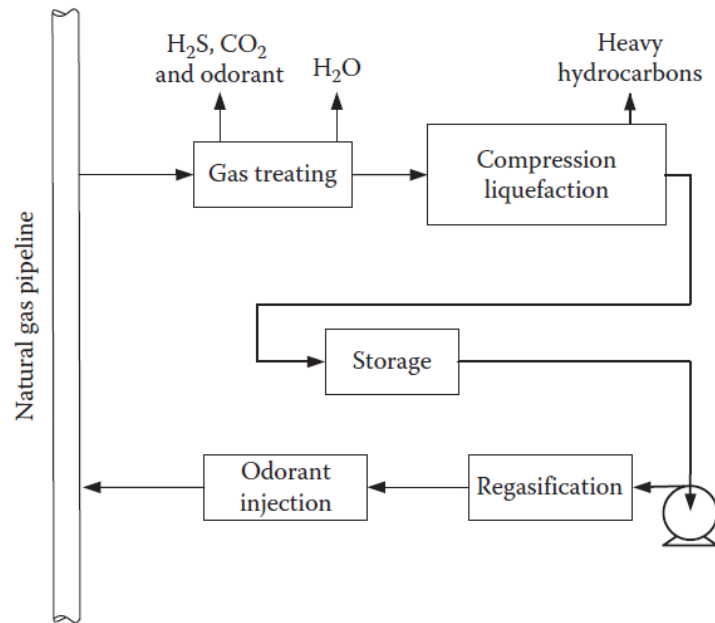 H₂S, CO₂
and odorant
H₂O
Heavy
hydrocarbons
Gas treating
Compression
liquefaction
Natural gas pipeline
Storage
Odorant
injection
Regasification